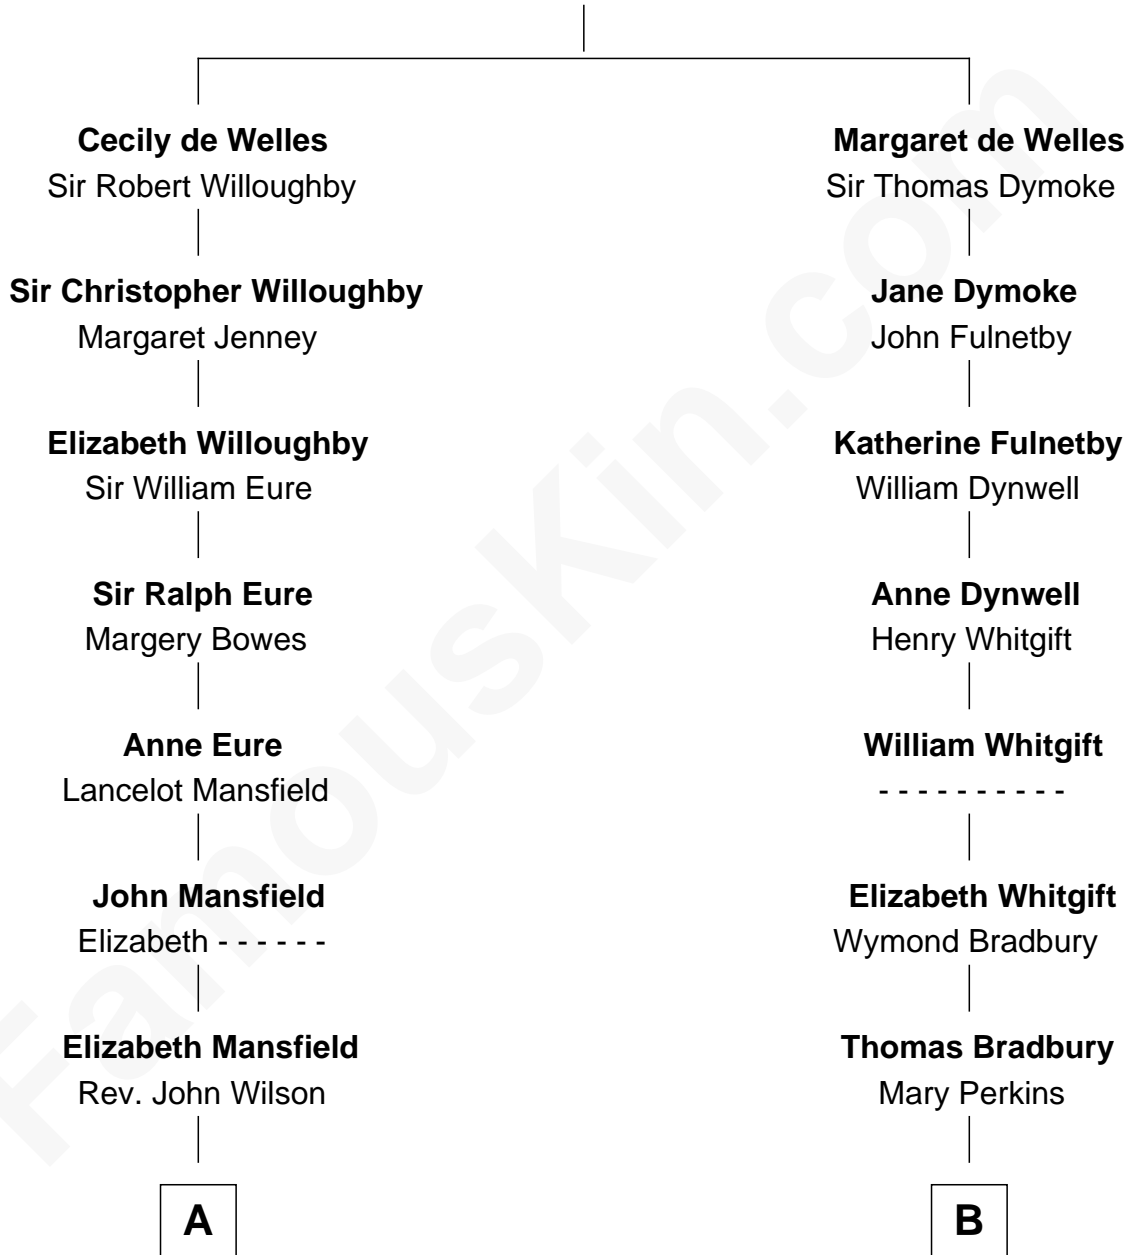 Cecily de Welles
Sir Robert Willoughby
Sir Christopher Willoughby
Margaret Jenney
Elizabeth Willoughby
Sir William Eure
Sir Ralph Eure
Margery Bowes
Anne Eure
Lancelot Mansfield
John Mansfield
Elizabeth - - - - - -
Elizabeth Mansfield
Rev. John Wilson
A
Margaret de Welles
Sir Thomas Dymoke
Jane Dymoke
John Fulnetby
Katherine Fulnetby
William Dynwell
Anne Dynwell
Henry Whitgift
William Whitgift
- - - - - - - - - -
Elizabeth Whitgift
Wymond Bradbury
Thomas Bradbury
Mary Perkins
B
FamousKin.com